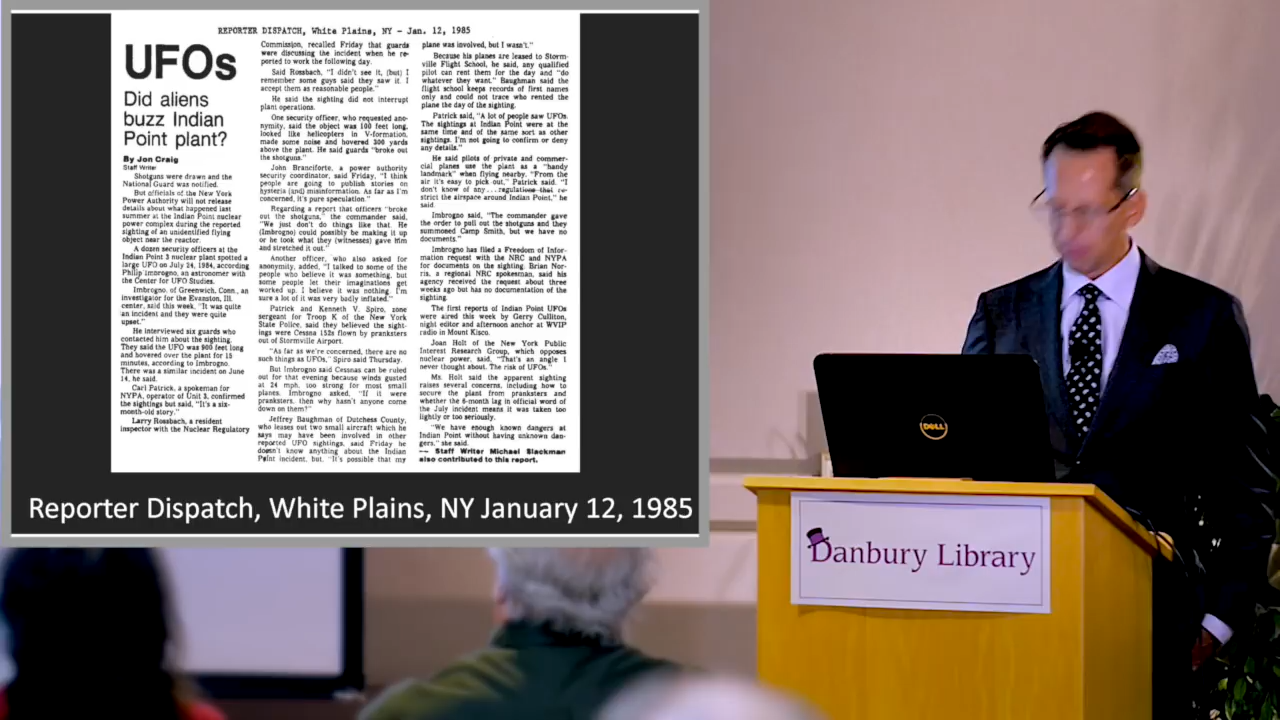 REPORTER DISPATCH, White Plains, NY - Jan. 12, 1985
UFOs
Did aliens
buzz Indian
Point plant?
By Jon Craig
Staff Writer
Shotguns were drawn and the
National Guard was notified.
But officials of the New York
Power Authority will not release
details about what happened last
summer at the Indian Point nuclear
power complex during the reported
sighting of an unidentified flying
object near the reactor.
A dozen security officers at the
Indian Point 3 nuclear plant spotted a
large UFO on July 24, 1984, according
Philip Imbrogno, an astronomer with
the Center for UFO Studies.
Imbrogno, of Greenwich, Conn., an
investigator for the Evanston, Ill.
center, said this week, "It was quite
an incident and they were quite
upset."
He interviewed six guards who
contacted him about the sighting.
They said the UFO was 900 feet long
and hovered over the plant for 15
minutes, according to Imbrogno.
There was a similar incident on June
14, he said.
Carl Patrick, a spokeman for
NYPA, operator of Unit 3, confirmed
the sightings but said, "It's a six-
month-old story."
Larry Rossbach, a resident
inspector with the Nuclear Regulatory
Commission, recalled Friday that guards
were discussing the incident when he re-
ported to work the following day.
Said Rossbach, "I didn't see it, (but) I
remember some guys said they saw it. I
accept them as reasonable people."
He said the sighting did not interrupt
plant operations.
One security officer, who requested ano-
nymity, said the object was 100 feet long,
looked like helicopters in V-formation,
made some noise and hovered 300 yards
above the plant. He said guards "broke out
the shotguns."
John Branciforte, a power authority
security coordinator, said Friday, "I think
people are going to publish stories on
hysteria (and) misinformation. As far as I'm
concerned, it's pure speculation."
Regarding a report that officers "broke
out the shotguns," the commander said,
"We just don't do things like that. He
(Imbrogno) could possibly be making it up
or he took what they (witnesses) gave him
and stretched it out."
Another officer, who also asked for
anonymity, added, "I talked to some of the
people who believe it was something, but
some people let their imaginations get
worked up. I believe it was nothing. I'm
sure a lot of it was very badly inflated."
Patrick and Kenneth V. Spiro, zone
sergeant for Troop K of the New York
State Police, said they believed the sight-
ings were Cessna 152s flown by pranksters
out of Stormville Airport.
"As far as we're concerned, there are no
such things as UFOs," Spiro said Thursday.
But Imbrogno said Cessnas can be ruled
out for that evening because winds gusted
at 24 mph, too strong for most small
planes. Imbrogno asked, "If it were
pranksters, then why hasn't anyone come
down on them?"
Jeffrey Baughman of Dutchess County,
who leases out two small aircraft which he
says may have been involved in other
reported UFO sightings, said Friday he
doesn't know anything about the Indian
Point incident, but, "It's possible that my
plane was involved, but I wasn't."
Because his planes are leased to Storm-
ville Flight School, he said, any qualified
pilot can rent them for the day and "do
whatever they want." Baughman said the
flight school keeps records of first names
only and could not trace who rented the
plane the day of the sighting.
Patrick said, "A lot of people saw UFOs.
The sightings at Indian Point were at the
same time and of the same sort as other
sightings. I'm not going to confirm or deny
any details."
He said pilots of private and commer-
cial planes use the plant as a "handy
landmark" when flying nearby. "From the
air it's easy to pick out," Patrick said. "I
don't know of any...regulations that re-
strict the airspace around Indian Point," he
said.
Imbrogno said, "The commander gave
the order to pull out the shotguns and they
summoned Camp Smith, but we have no
documents."
Imbrogno has filed a Freedom of Infor-
mation request with the NRC and NYPA
for documents on the sighting. Brian Nor-
ris, a regional NRC spokesman, said his
agency received the request about three
weeks ago but has no documentation of the
sighting.
The first reports of Indian Point UFOs
were aired this week by Gerry Culliton,
night editor and afternoon anchor at WVIP
radio in Mount Kisco.
Joan Holt of the New York Public
Interest Research Group, which opposes
nuclear power, said, "That's an angle I
never thought about. The risk of UFOs."
Ms. Holt said the apparent sighting
raises several concerns, including how to
secure the plant from pranksters and
whether the 6-month lag in official word of
the July incident means it was taken too
lightly or too seriously.
"We have enough known dangers at
Indian Point without having unknown dan-
gers," she said.
— Staff Writer Michael Slackman
also contributed to this report.
Reporter Dispatch, White Plains, NY January 12, 1985
DELL
Danbury Library